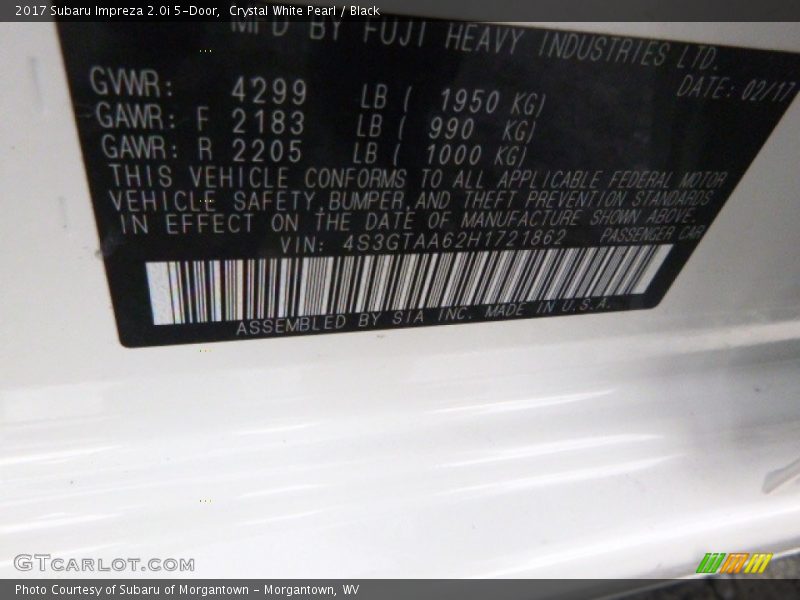 2017 Subaru Impreza 2.0i 5-Door, Crystal White Pearl / Black
MFD BY FUJI HEAVY INDUSTRIES LTD.
GVWR: 4299 LB ( 1950 KG) DATE: 02/17
GAWR: F 2183 LB ( 990 KG)
GAWR: R 2205 LB ( 1000 KG)
THIS VEHICLE CONFORMS TO ALL APPLICABLE FEDERAL MOTOR
VEHICLE SAFETY,BUMPER,AND THEFT PREVENTION STANDARDS
IN EFFECT ON THE DATE OF MANUFACTURE SHOWN ABOVE.
VIN: 4S3GTAA62H1721862 PASSENGER CAR
ASSEMBLED BY SIA INC. MADE IN U.S.A.
GTCARLOT.COM
Photo Courtesy of Subaru of Morgantown - Morgantown, WV